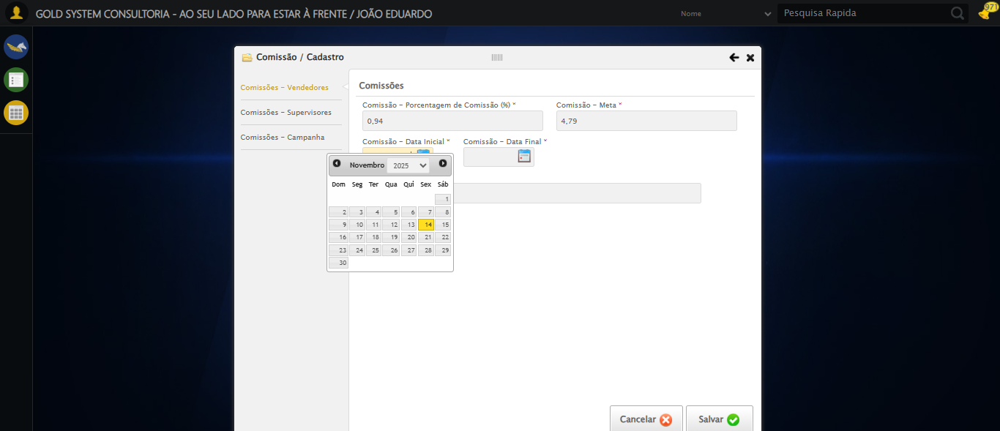 GOLD SYSTEM CONSULTORIA - AO SEU LADO PARA ESTAR À FRENTE / JOÃO EDUARDO
Nome
Pesquisa Rapida
971
Comissão / Cadastro
Comissões - Vendedores
Comissões - Supervisores
Comissões - Campanha
Comissões
Comissão - Porcentagem de Comissão (%) *
Comissão - Meta *
0,94
4,79
Comissão - Data Inicial *
Comissão - Data Final *
Novembro 2025
Dom Seg Ter Qua Qui Sex Sáb
1
2 3 4 5 6 7 8
9 10 11 12 13 14 15
16 17 18 19 20 21 22
23 24 25 26 27 28 29
30
Cancelar
Salvar